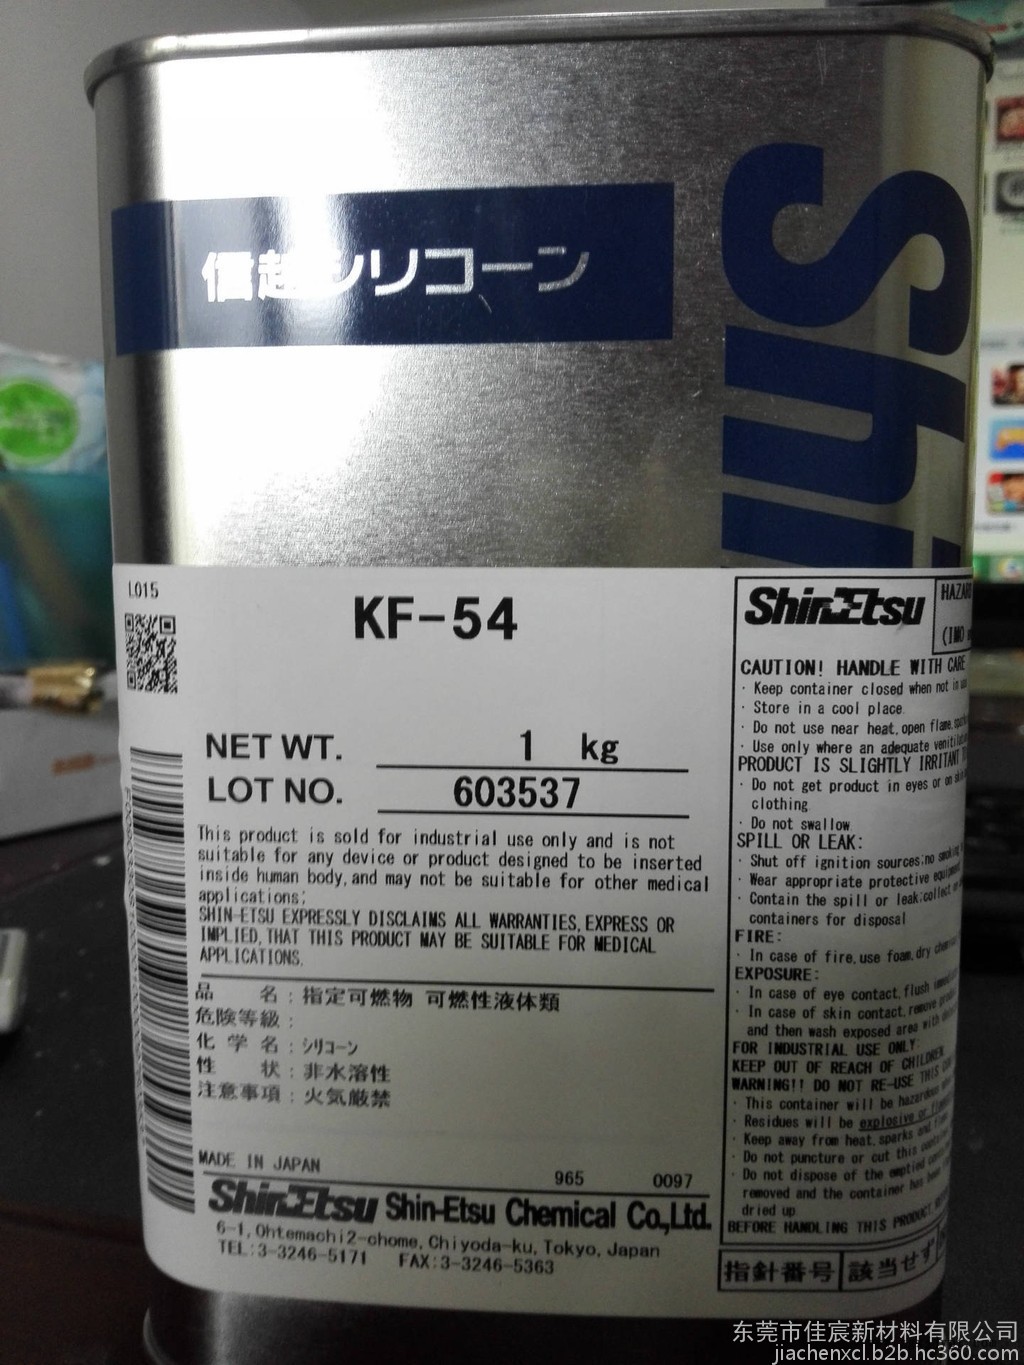 信越シリコーン
Shi
L015
KF-54
NET WT. 1 kg
LOT NO. 603537
This product is sold for industrial use only and is not
suitable for any device or product designed to be inserted
inside human body,and may not be suitable for other medical
applications;
SHIN-ETSU EXPRESSLY DISCLAIMS ALL WARRANTIES,EXPRESS OR
IMPLIED,THAT THIS PRODUCT MAY BE SUITABLE FOR MEDICAL
APPLICATIONS.
品 名:指定可燃物 可燃性液体類
危険等級:
化 学 名:シリコーン
性 状:非水溶性
注意事項:火気厳禁
MADE IN JAPAN
965 0097
ShinEtsu Shin-Etsu Chemical Co.,Ltd.
6-1,Ohtemachi2-chome,Chiyoda-ku,Tokyo,Japan
TEL:3-3246-5171 FAX:3-3246-5363
ShinEtsu
HAZARD
(IMO
CAUTION! HANDLE WITH CARE
· Keep container closed when not in
· Store in a cool place.
· Do not use near heat,open flame,
· Use only where an adequate
PRODUCT IS SLIGHTLY IRRITANT
· Do not get product in eyes or on
clothing
· Do not swallow
SPILL OR LEAK:
· Shut off ignition sources;no smoking
· Wear appropriate protective
· Contain the spill or leak;collect
containers for disposal
FIRE:
· In case of fire,use foam,dry
EXPOSURE:
· In case of eye contact,flush
· In case of skin contact,remove
and then wash exposed area with
FOR INDUSTRIAL USE ONLY:
KEEP OUT OF REACH OF CHILDREN
WARNING!! DO NOT RE-USE THIS
· This container will be hazardous
· Residues will be explosive or
· Keep away from heat,sparks and
· Do not puncture or cut this
· Do not dispose of the emptied
removed and the container has been
dried up
BEFORE HANDLING THIS PRODUCT,
指針番号 該当せず
东莞市佳宸新材料有限公司
jiachenxcl.b2b.hc360.com